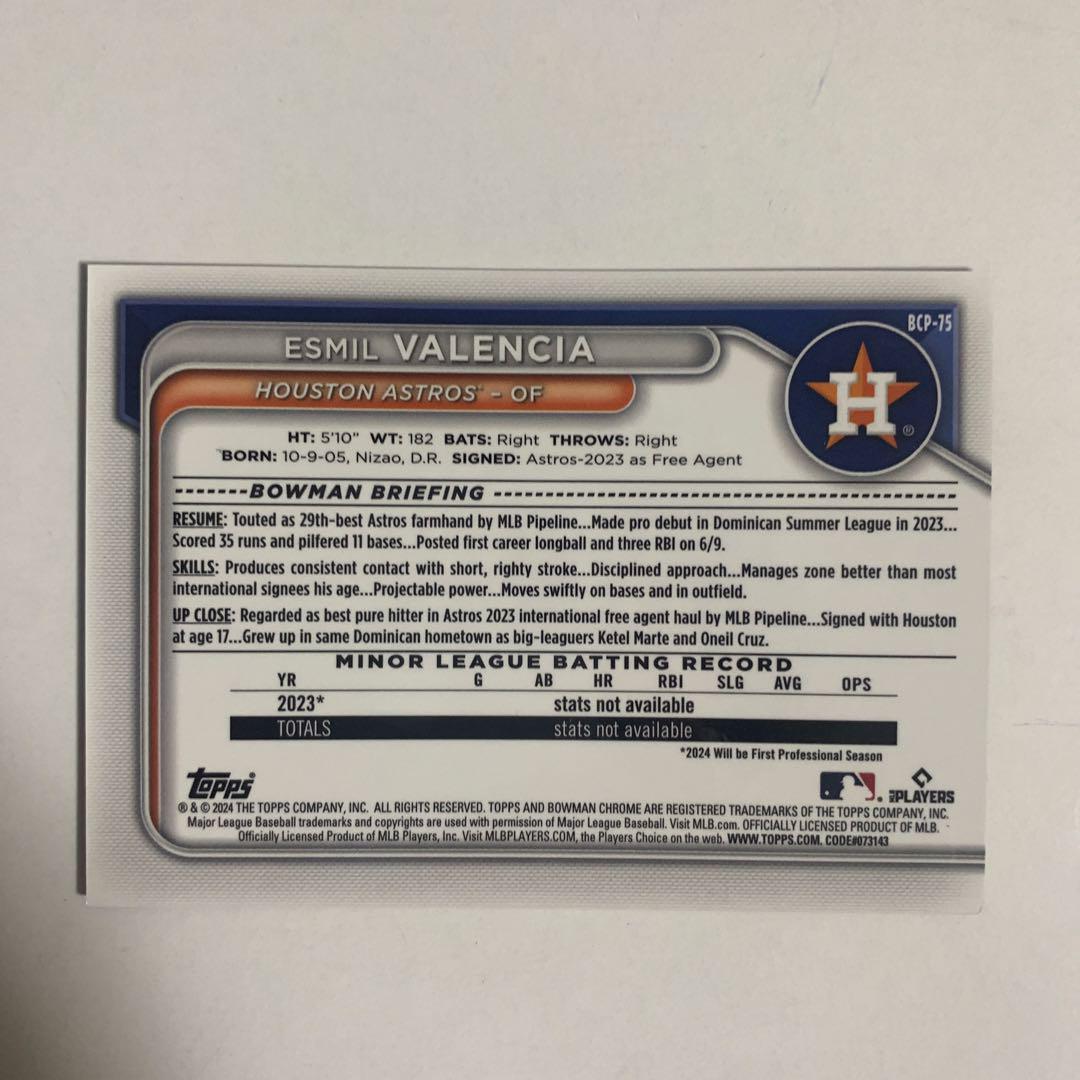 BCP-75
ESMIL VALENCIA
HOUSTON ASTROS - OF
H ®
HT: 5'10" WT: 182 BATS: Right THROWS: Right
BORN: 10-9-05, Nizao, D.R. SIGNED: Astros-2023 as Free Agent
BOWMAN BRIEFING
RESUME: Touted as 29th-best Astros farmhand by MLB Pipeline...Made pro debut in Dominican Summer League in 2023...
Scored 35 runs and pilfered 11 bases...Posted first career longball and three RBI on 6/9.
SKILLS: Produces consistent contact with short, righty stroke...Disciplined approach...Manages zone better than most
international signees his age...Projectable power...Moves swiftly on bases and in outfield.
UP CLOSE: Regarded as best pure hitter in Astros 2023 international free agent haul by MLB Pipeline...Signed with Houston
at age 17...Grew up in same Dominican hometown as big-leaguers Ketel Marte and Oneil Cruz.
MINOR LEAGUE BATTING RECORD
YR G AB HR RBI SLG AVG OPS
2023* stats not available
TOTALS stats not available
*2024 Will be First Professional Season
Topps® PLAYERS
® & © 2024 THE TOPPS COMPANY, INC. ALL RIGHTS RESERVED. TOPPS AND BOWMAN CHROME ARE REGISTERED TRADEMARKS OF THE TOPPS COMPANY, INC.
Major League Baseball trademarks and copyrights are used with permission of Major League Baseball. Visit MLB.com. OFFICIALLY LICENSED PRODUCT OF MLB.
Officially Licensed Product of MLB Players, Inc. Visit MLBPLAYERS.COM, the Players Choice on the web. WWW.TOPPS.COM. CODE#073143